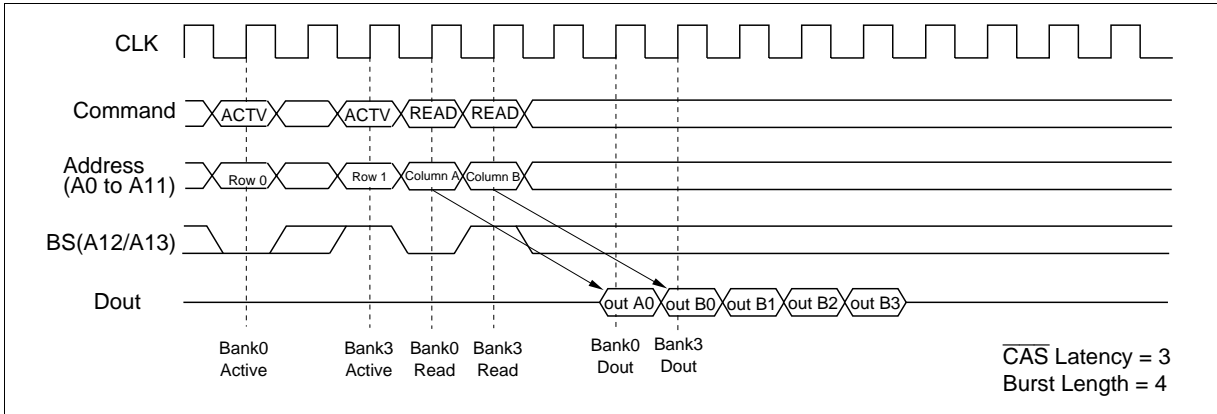 CLK
Command
ACTV
ACTV
READ
READ
Address
(A0 to A11)
Row 0
Row 1
Column A
Column B
BS(A12/A13)
Dout
out A0
out B0
out B1
out B2
out B3
Bank0
Active
Bank3
Active
Bank0
Read
Bank3
Read
Bank0
Dout
Bank3
Dout
CAS Latency = 3
Burst Length = 4